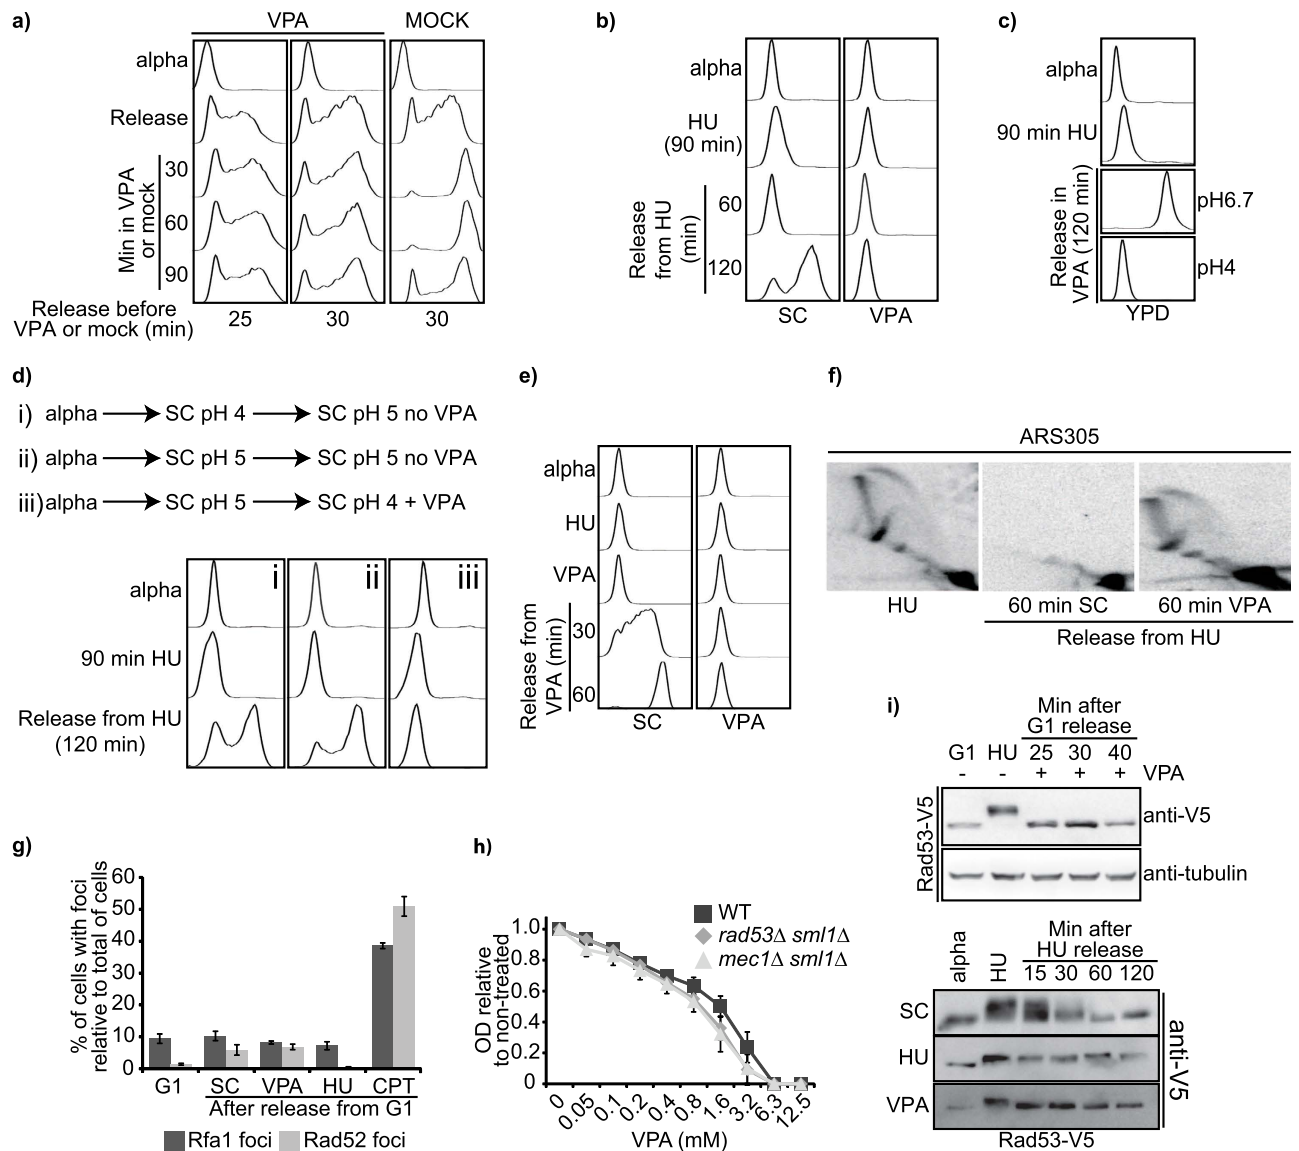 a)
VPA
MOCK
alpha
Release
30
60
90
Min in VPA
or mock
Release before
VPA or mock (min)
25
30
30
b)
alpha
HU
(90 min)
60
120
Release
from HU
(min)
SC
VPA
c)
alpha
90 min HU
Release in
VPA (120 min)
pH6.7
pH4
YPD
d)
i) alpha SC pH 4 SC pH 5 no VPA
ii) alpha SC pH 5 SC pH 5 no VPA
iii) alpha SC pH 5 SC pH 4 + VPA
i
ii
iii
alpha
90 min HU
Release from HU
(120 min)
e)
alpha
HU
VPA
30
60
Release from
VPA (min)
SC
VPA
f)
ARS305
HU
60 min SC
60 min VPA
Release from HU
g)
% of cells with foci
relative to total of cells
60
50
40
30
20
10
0
G1
SC
VPA
HU
CPT
After release from G1
Rfa1 foci
Rad52 foci
h)
WT
rad53Δ sml1Δ
mec1Δ sml1Δ
OD relative
to non-treated
1.0
0.8
0.6
0.4
0.2
0
0
0.05
0.1
0.2
0.4
0.8
1.6
3.2
6.3
12.5
VPA (mM)
i)
Min after
G1 release
G1 HU 25 30 40
- - + + + VPA
Rad53-V5
anti-V5
anti-tubulin
Min after
HU release
alpha
HU
15 30 60 120
SC
HU
VPA
anti-V5
Rad53-V5